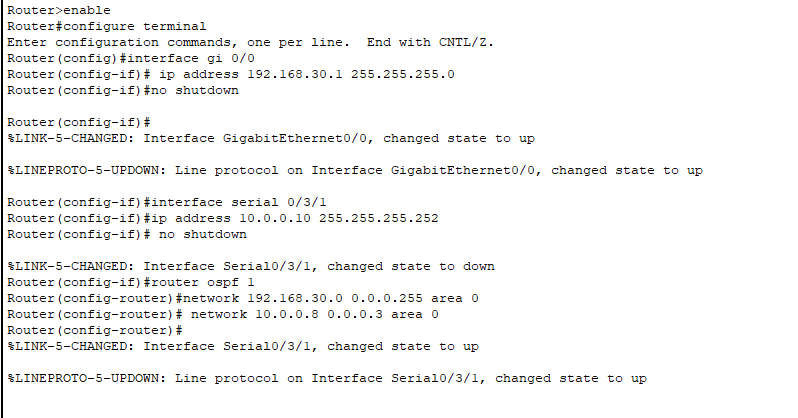 Router>enable
Router#configure terminal
Enter configuration commands, one per line.  End with CNTL/Z.
Router(config)#interface gi 0/0
Router(config-if)# ip address 192.168.30.1 255.255.255.0
Router(config-if)#no shutdown
Router(config-if)#
%LINK-5-CHANGED: Interface GigabitEthernet0/0, changed state to up
%LINEPROTO-5-UPDOWN: Line protocol on Interface GigabitEthernet0/0, changed state to up
Router(config-if)#interface serial 0/3/1
Router(config-if)#ip address 10.0.0.10 255.255.255.252
Router(config-if)# no shutdown
%LINK-5-CHANGED: Interface Serial0/3/1, changed state to down
Router(config-if)#router ospf 1
Router(config-router)#network 192.168.30.0 0.0.0.255 area 0
Router(config-router)# network 10.0.0.8 0.0.0.3 area 0
Router(config-router)#
%LINK-5-CHANGED: Interface Serial0/3/1, changed state to up
%LINEPROTO-5-UPDOWN: Line protocol on Interface Serial0/3/1, changed state to up